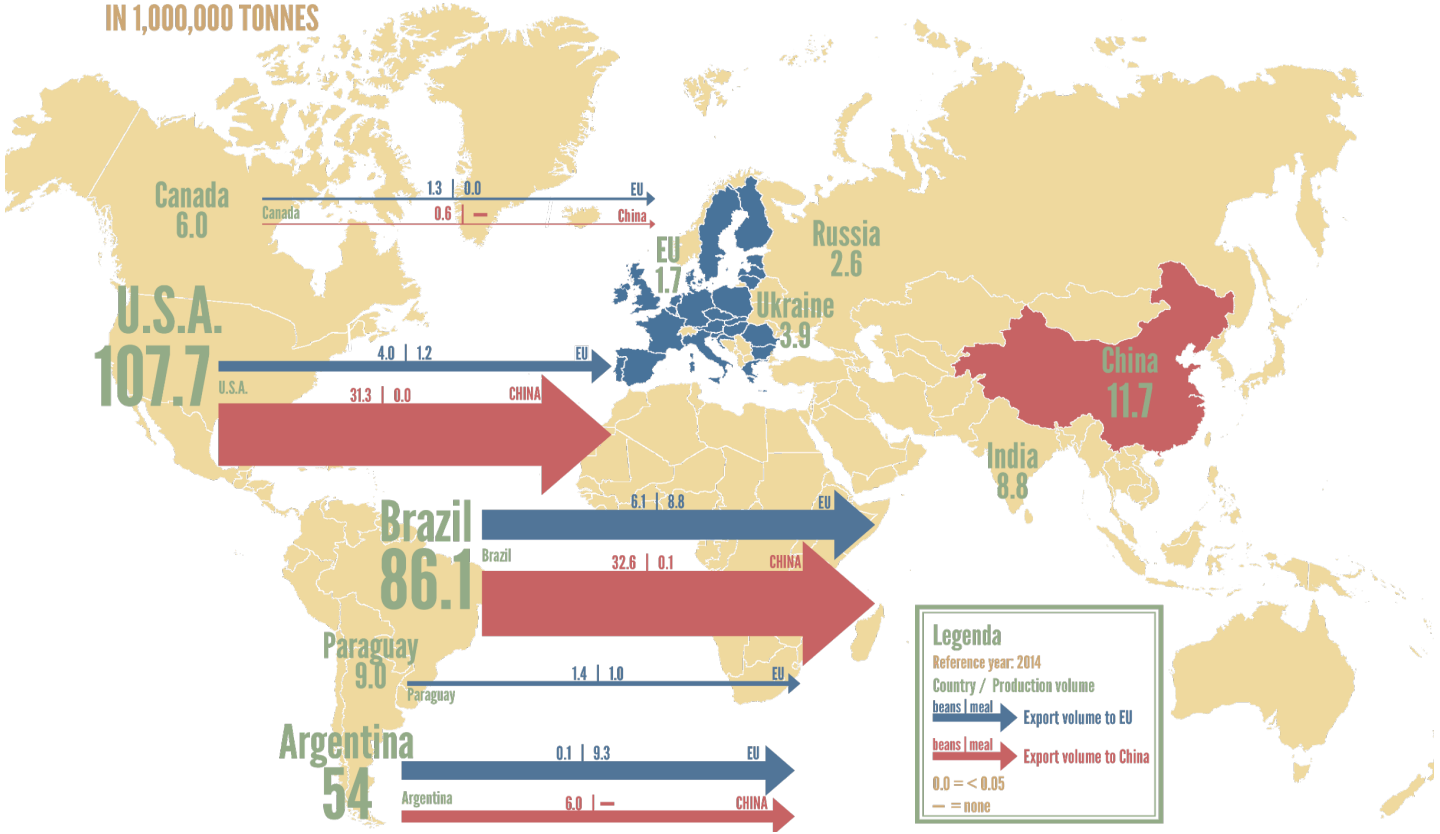 IN 1,000,000 TONNES
Canada
6.0
1.3 | 0.0
EU
Canada
0.6 | —
China
EU
1.7
Russia
2.6
Ukraine
3.9
U.S.A.
107.7
4.0 | 1.2
EU
U.S.A.
31.3 | 0.0
CHINA
China
11.7
India
8.8
Brazil
86.1
6.1 | 8.8
EU
Brazil
32.6 | 0.1
CHINA
Paraguay
9.0
1.4 | 1.0
EU
Paraguay
Argentina
54
0.1 | 9.3
EU
Argentina
6.0 | —
CHINA
Legenda
Reference year: 2014
Country / Production volume
beans | meal
Export volume to EU
beans | meal
Export volume to China
0.0 = < 0.05
— = none